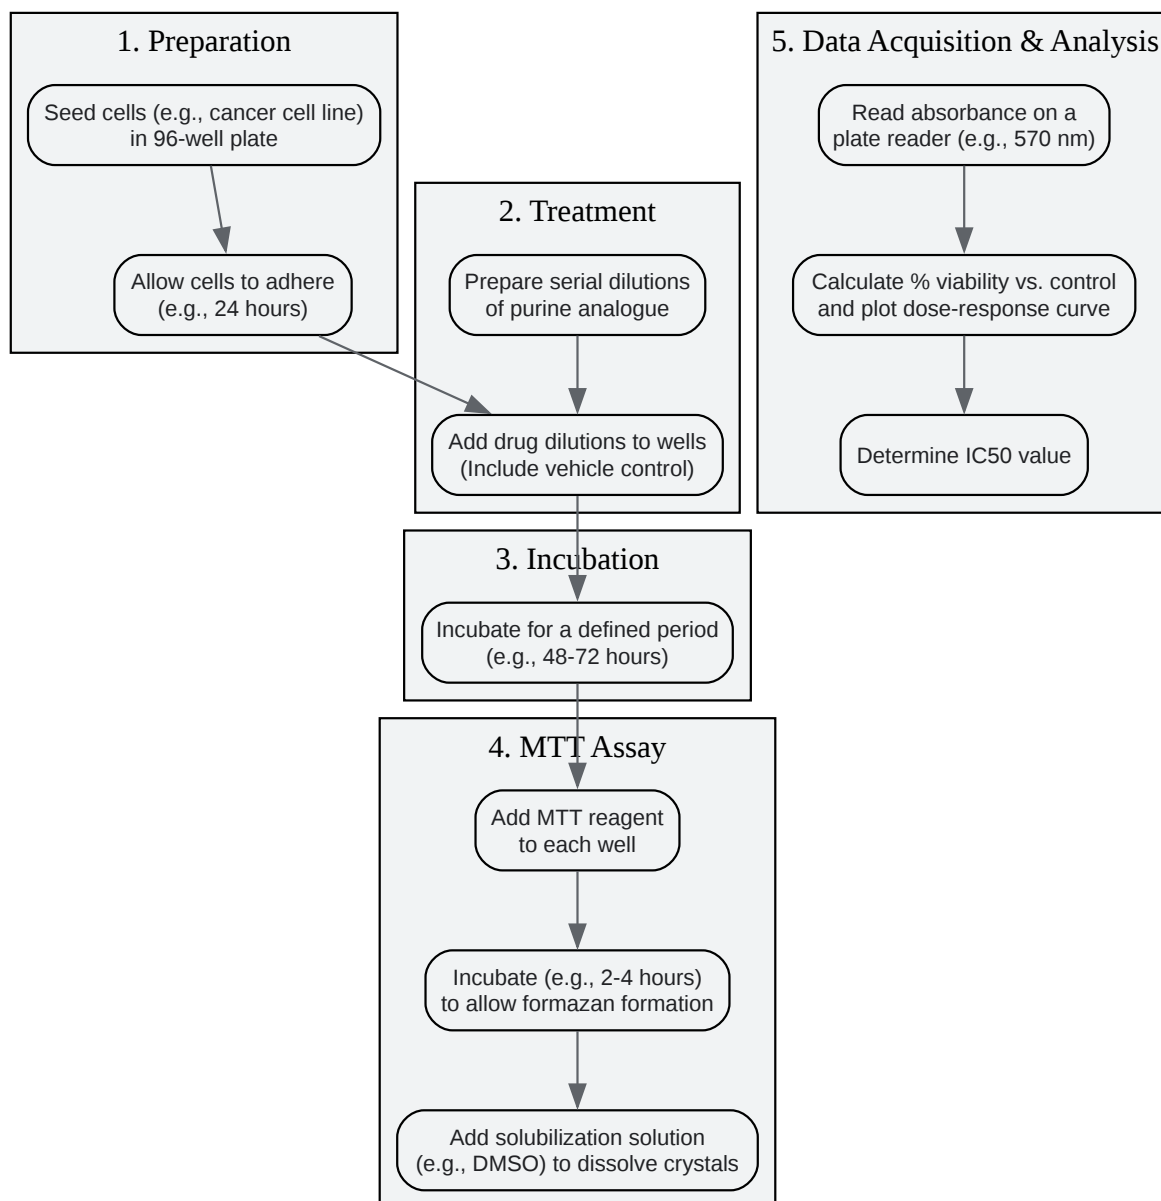 1. Preparation
Seed cells (e.g., cancer cell line)
in 96-well plate
Allow cells to adhere
(e.g., 24 hours)
2. Treatment
Prepare serial dilutions
of purine analogue
Add drug dilutions to wells
(Include vehicle control)
3. Incubation
Incubate for a defined period
(e.g., 48-72 hours)
4. MTT Assay
Add MTT reagent
to each well
Incubate (e.g., 2-4 hours)
to allow formazan formation
Add solubilization solution
(e.g., DMSO) to dissolve crystals
5. Data Acquisition & Analysis
Read absorbance on a
plate reader (e.g., 570 nm)
Calculate % viability vs. control
and plot dose-response curve
Determine IC50 value